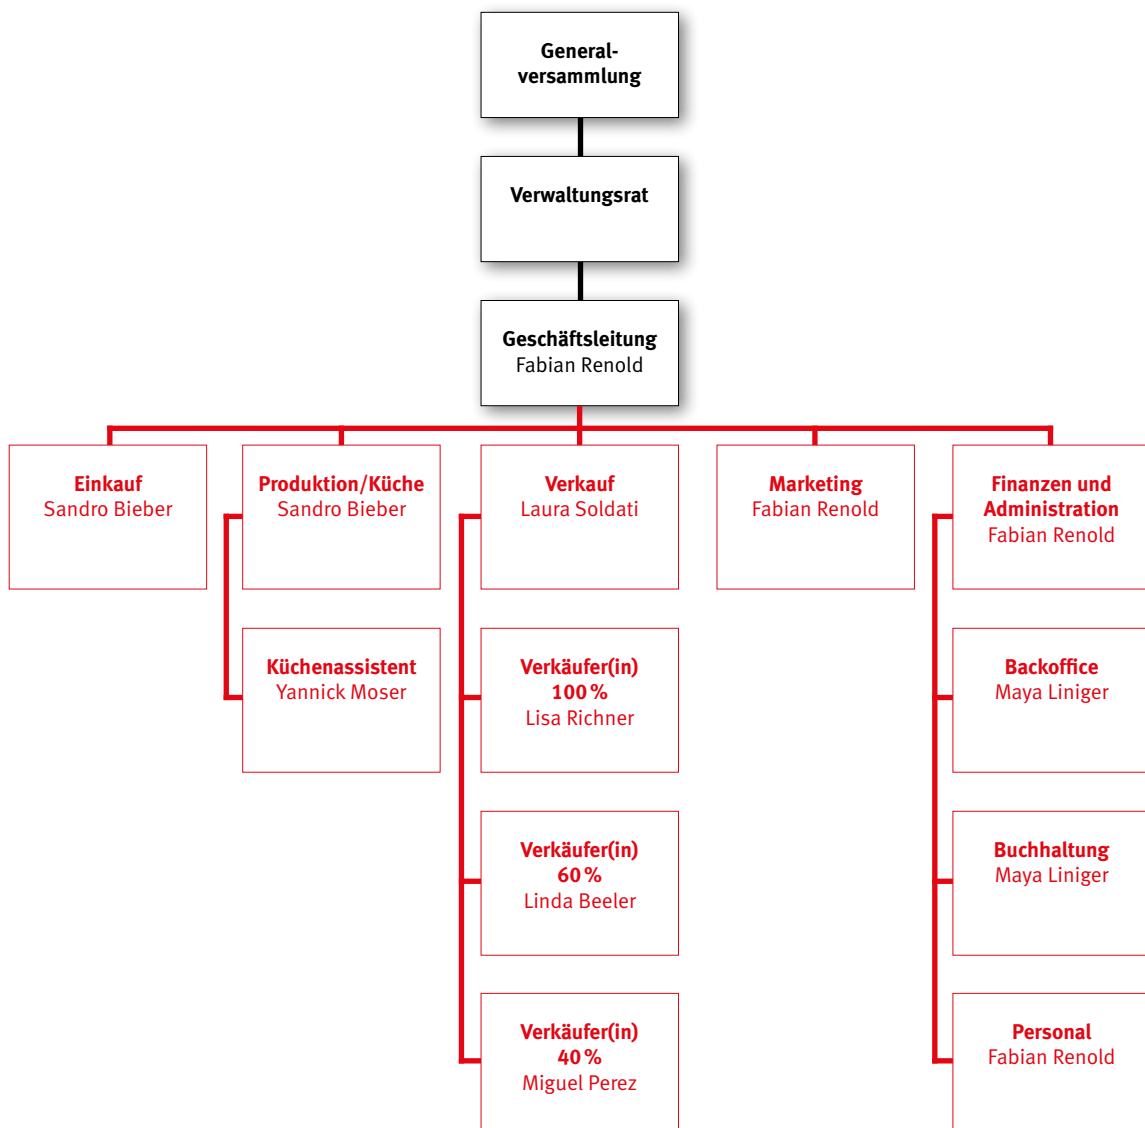 General-
versammlung
Verwaltungsrat
Geschäftsleitung
Fabian Renold
Einkauf
Sandro Bieber
Produktion/Küche
Sandro Bieber
Verkauf
Laura Soldati
Marketing
Fabian Renold
Finanzen und
Administration
Fabian Renold
Küchenassistent
Yannick Moser
Verkäufer(in)
100 %
Lisa Richner
Backoffice
Maya Liniger
Verkäufer(in)
60 %
Linda Beeler
Buchhaltung
Maya Liniger
Verkäufer(in)
40 %
Miguel Perez
Personal
Fabian Renold